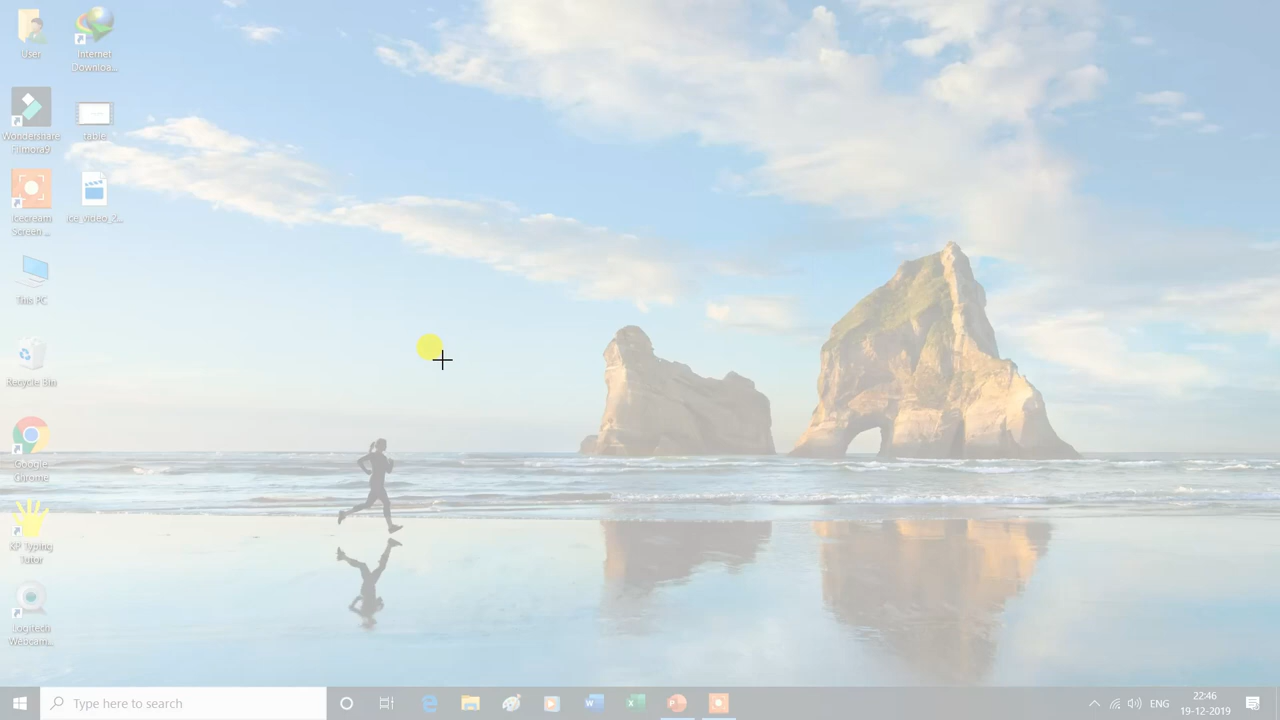 User
Internet
Downloa...
Wondershare
Filmora9
table
Icecream
Screen ...
Ice_video_2...
This PC
Recycle Bin
Google
Chrome
KP Typing
Tutor
Logitech
Webcam...
Type here to search
ENG
22:46
19-12-2019